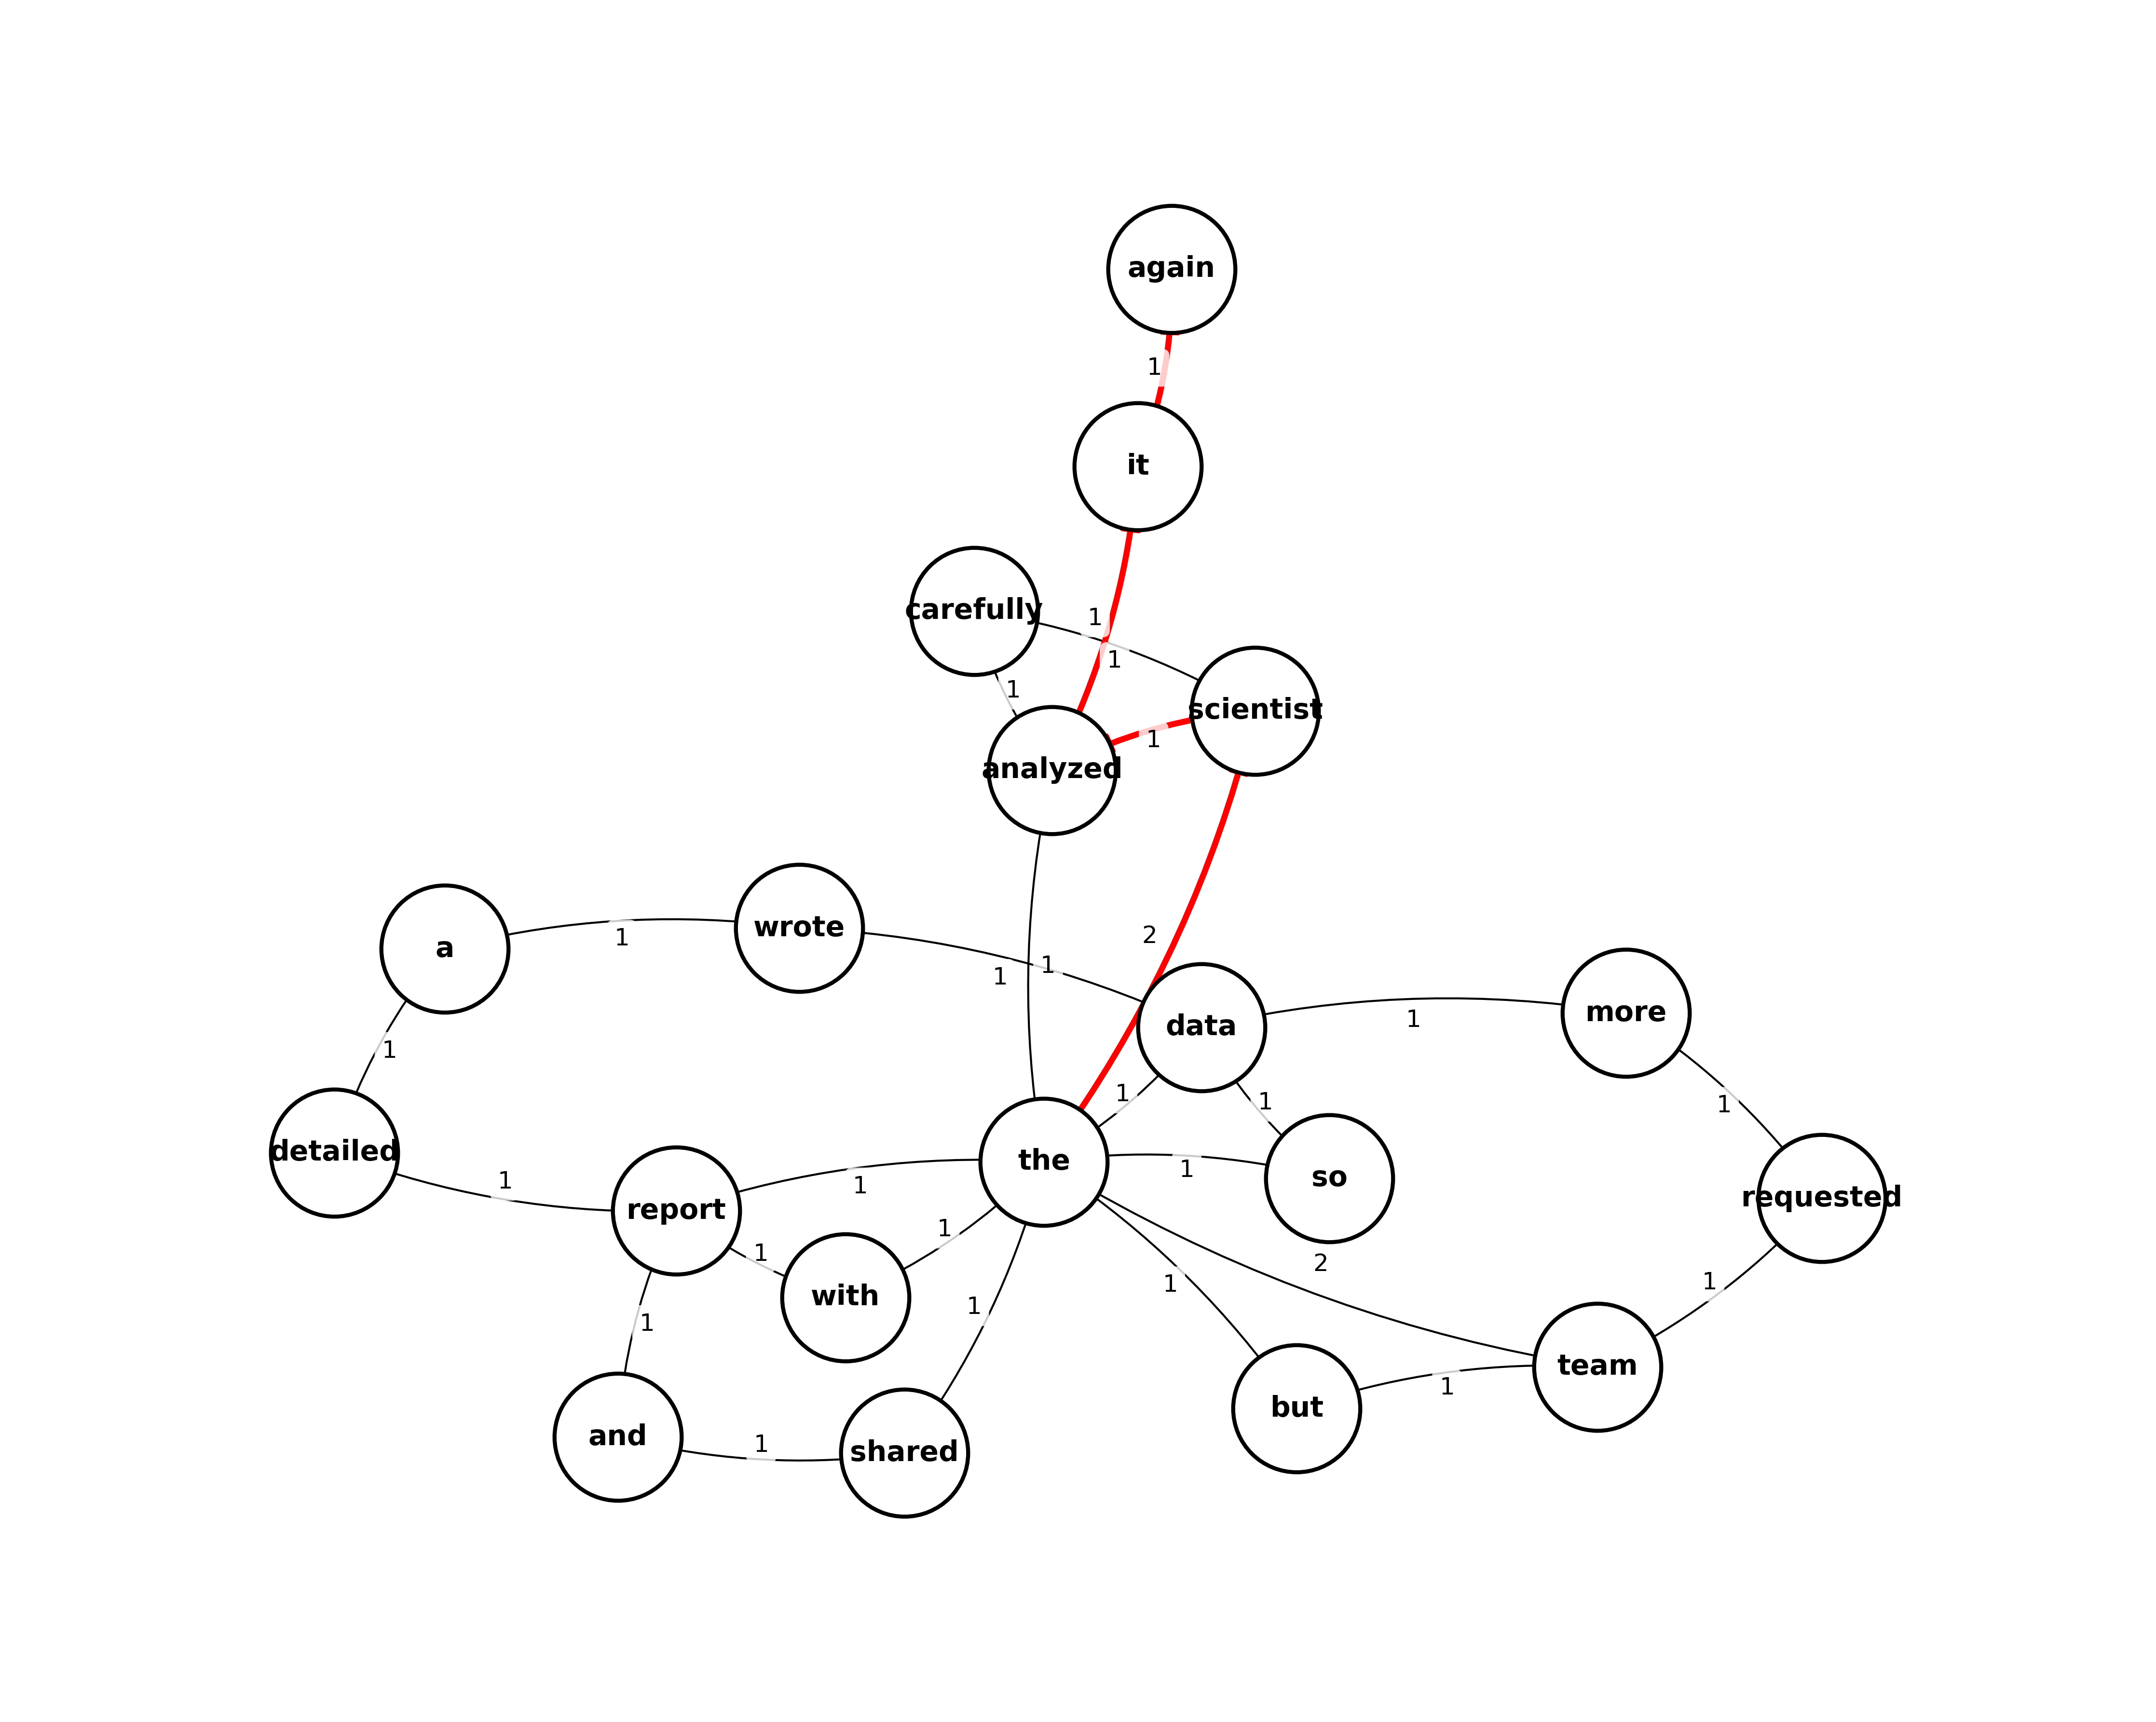 again
1
it
carefully
1
1
1
scientist
1
analyzed
wrote
a
1
2
1
1
data
more
1
1
1
1
1
detailed
the
1
so
1
report
1
requested
1
1
1
with
2
1
1
1
1
team
1
but
and
1
shared